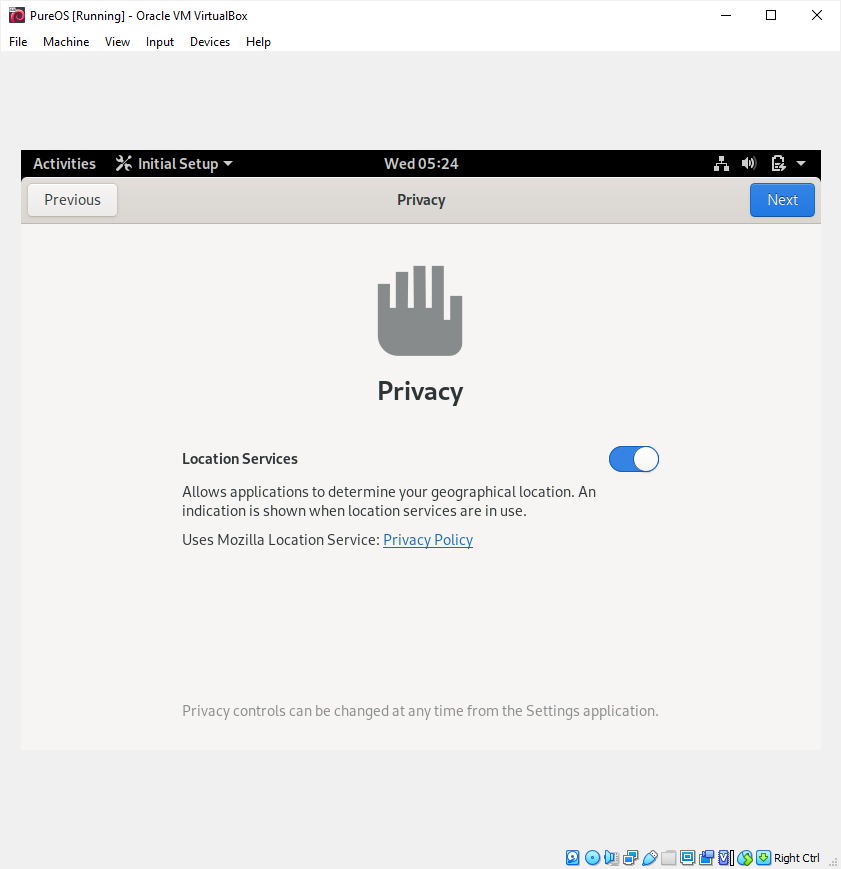 PureOS [Running] - Oracle VM VirtualBox
File Machine View Input Devices Help
Activities Initial Setup Wed 05:24
Previous Privacy Next
Privacy
Location Services
Allows applications to determine your geographical location. An
indication is shown when location services are in use.
Uses Mozilla Location Service: Privacy Policy
Privacy controls can be changed at any time from the Settings application.
Right Ctrl